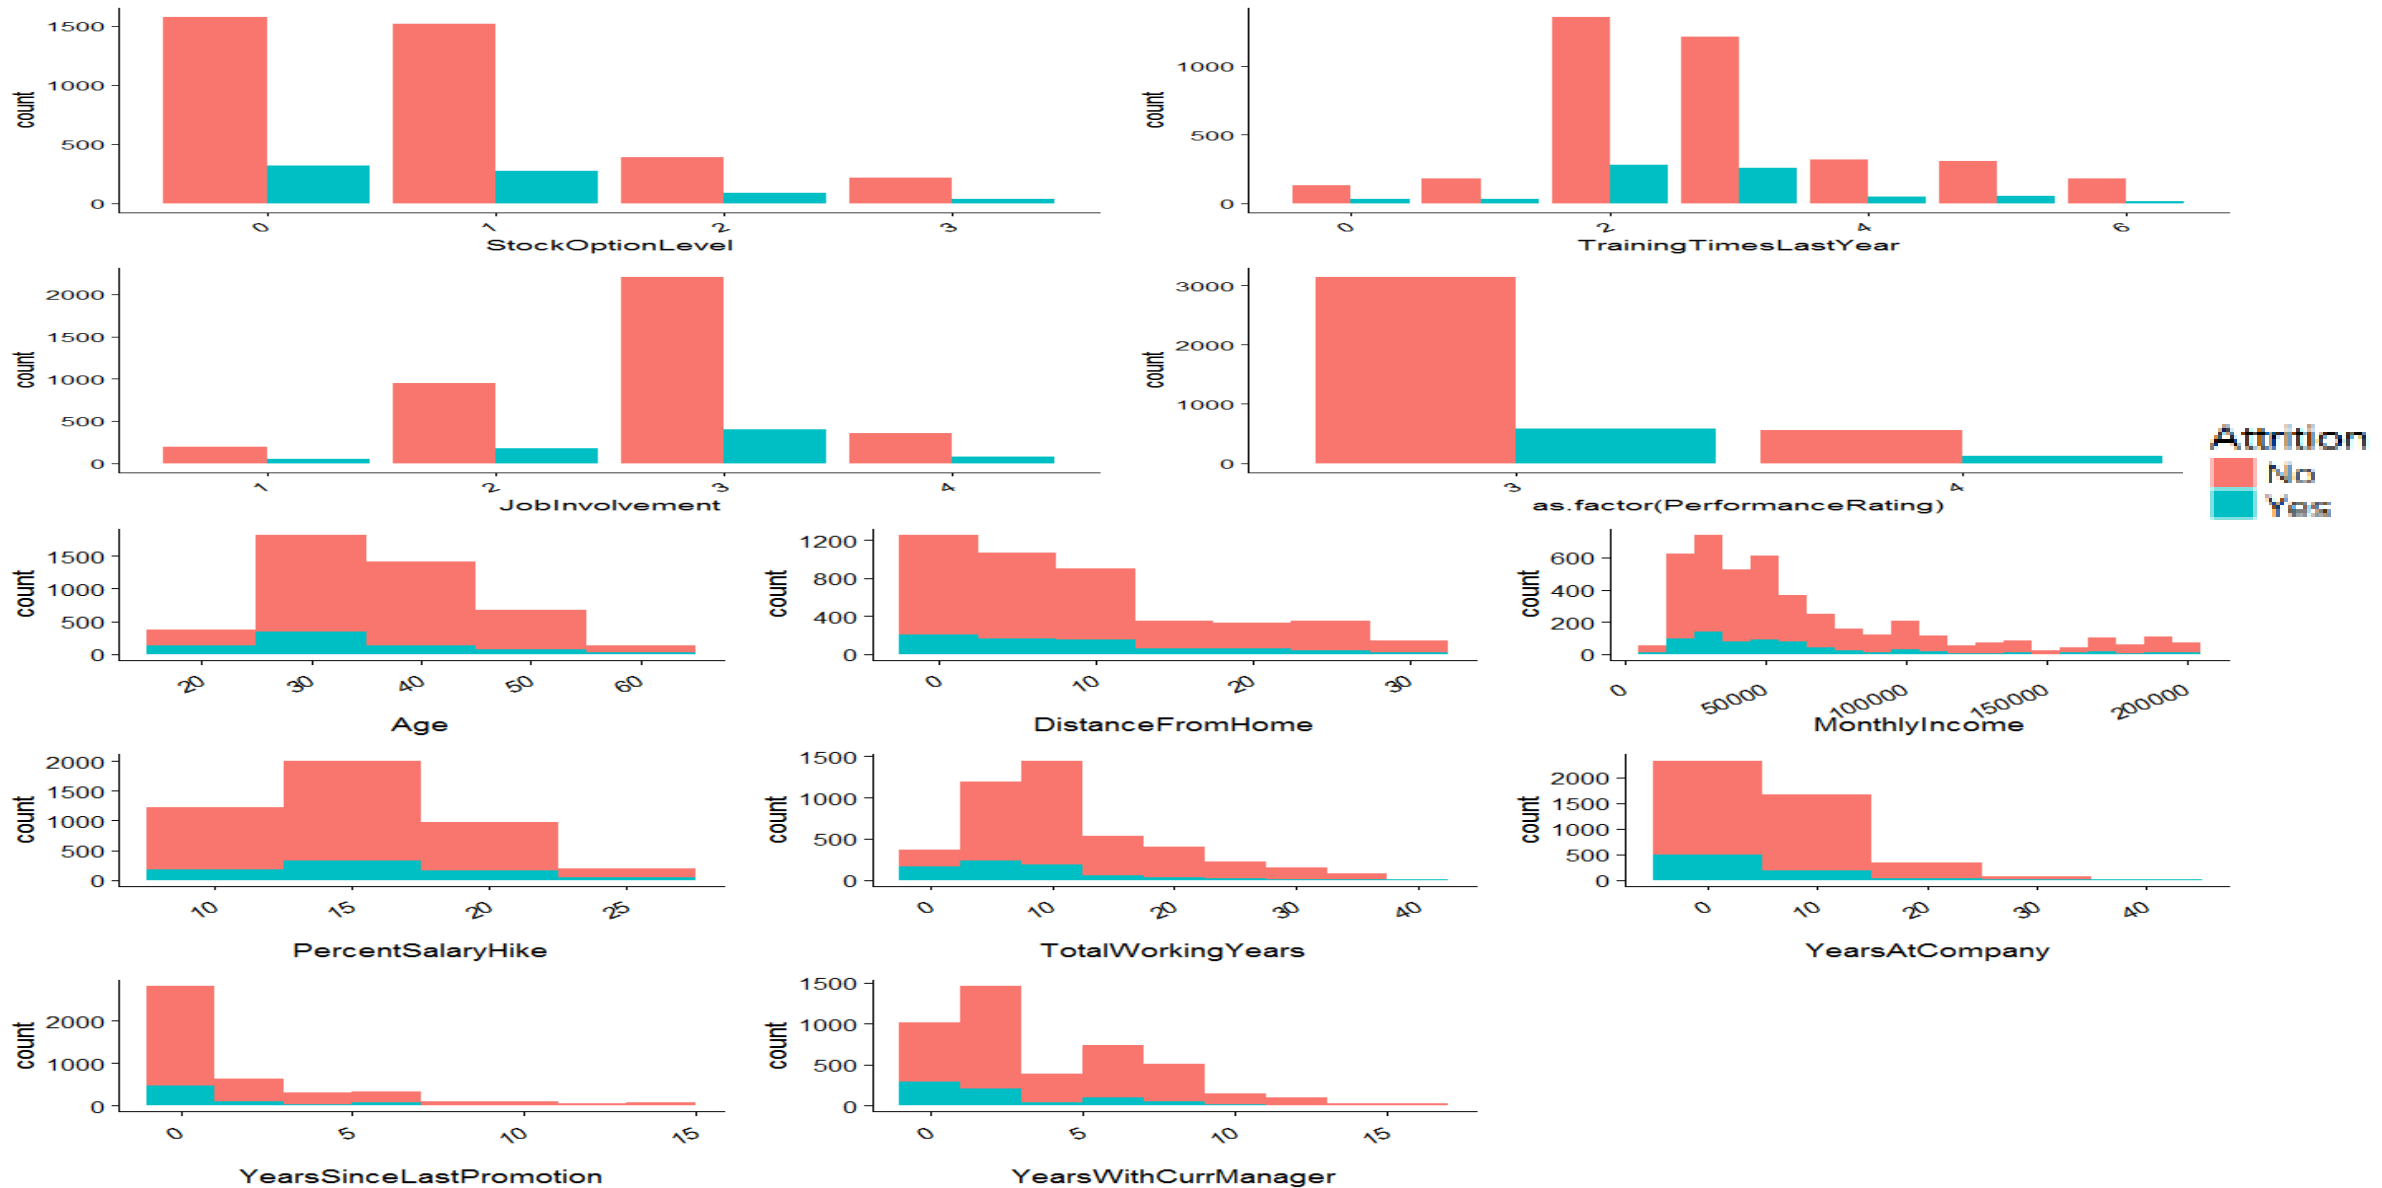 1500
1000
500
0
count
0 1 2 3
StockOptionLevel
1000
500
0
count
0 2 4 6
TrainingTimesLastYear
2000
1500
1000
500
0
count
1 2 3 4
JobInvolvement
3000
2000
1000
0
count
3 4
as.factor(PerformanceRating)
Attrition
No
Yes
1500
1000
500
0
count
20 30 40 50 60
Age
1200
800
400
0
count
0 10 20 30
DistanceFromHome
600
400
200
0
count
0 50000 100000 150000 200000
MonthlyIncome
2000
1500
1000
500
0
count
10 15 20 25
PercentSalaryHike
1500
1000
500
0
count
0 10 20 30 40
TotalWorkingYears
2000
1500
1000
500
0
count
0 10 20 30 40
YearsAtCompany
2000
1000
0
count
0 5 10 15
YearsSinceLastPromotion
1500
1000
500
0
count
0 5 10 15
YearsWithCurrManager